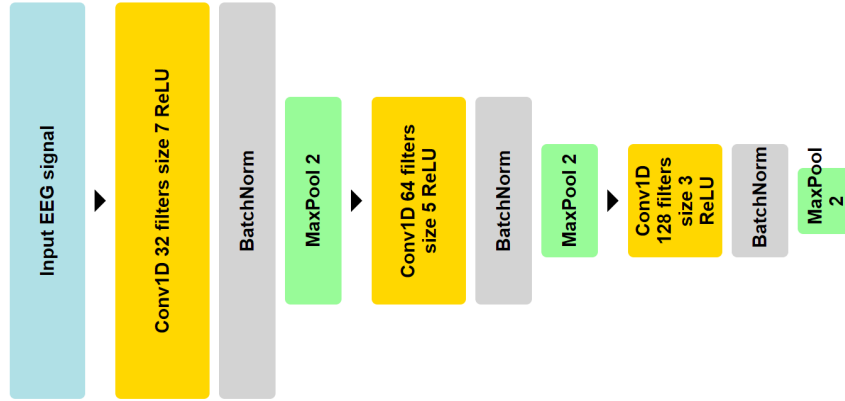 Input EEG signal
Conv1D 32 filters size 7 ReLU
BatchNorm
MaxPool 2
Conv1D 64 filters
size 5 ReLU
BatchNorm
MaxPool 2
Conv1D
128 filters
size 3
ReLU
BatchNorm
MaxPool
2